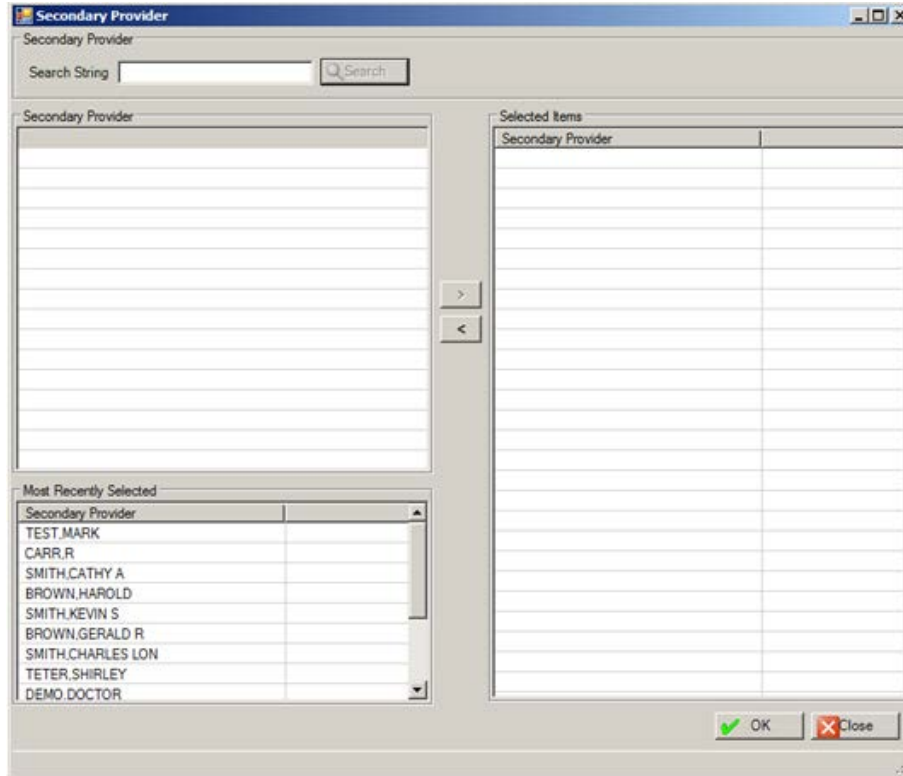 Secondary Provider
Secondary Provider
Search String
Search
Secondary Provider
>
<
Most Recently Selected
Secondary Provider
TEST,MARK
CARR,R
SMITH,CATHY A
BROWN,HAROLD
SMITH,KEVIN S
BROWN,GERALD R
SMITH,CHARLES LON
TETER,SHIRLEY
DEMO,DOCTOR
Selected Items
Secondary Provider
OK
Close